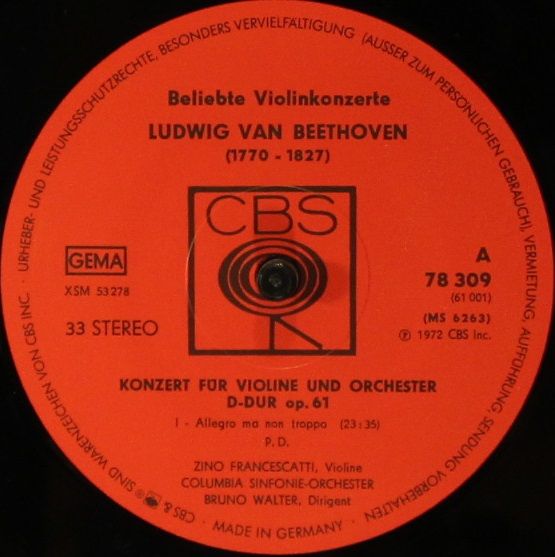 URHEBER- UND LEISTUNGSSCHUTZRECHTE, BESONDERS VERVIELFÄLTIGUNG (AUSSER ZUM PERSÖNLICHEN GEBRAUCH), VERMIETUNG, AUFFÜHRUNG, SENDUNG VORBEHALTEN
Beliebte Violinkonzerte
LUDWIG VAN BEETHOVEN
(1770 - 1827)
CBS
GEMA
XSM 53278
33 STEREO
A
78 309
(61 001)
(MS 6263)
℗ 1972 CBS Inc.
KONZERT FÜR VIOLINE UND ORCHESTER
D-DUR op. 61
I - Allegro ma non troppo (23:35)
P. D.
ZINO FRANCESCATTI, Violine
COLUMBIA SINFONIE-ORCHESTER
BRUNO WALTER, Dirigent
· MADE IN GERMANY ·
CBS & ® SIND WARENZEICHEN VON CBS INC. ·